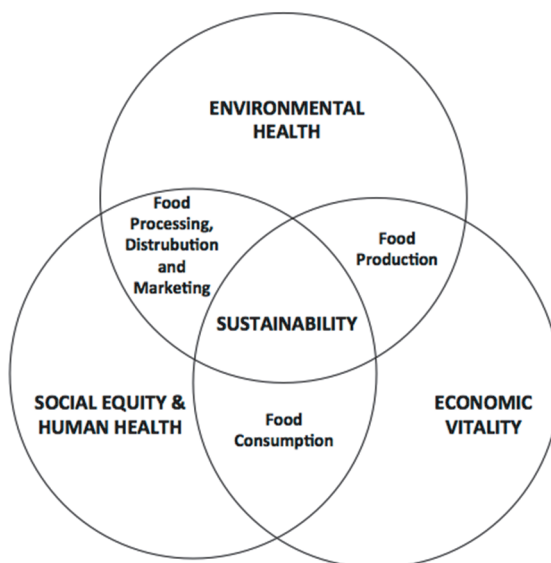 ENVIRONMENTAL
HEALTH
Food
Processing,
Distrubution
and
Marketing
Food
Production
SUSTAINABILITY
SOCIAL EQUITY &
HUMAN HEALTH
Food
Consumption
ECONOMIC
VITALITY